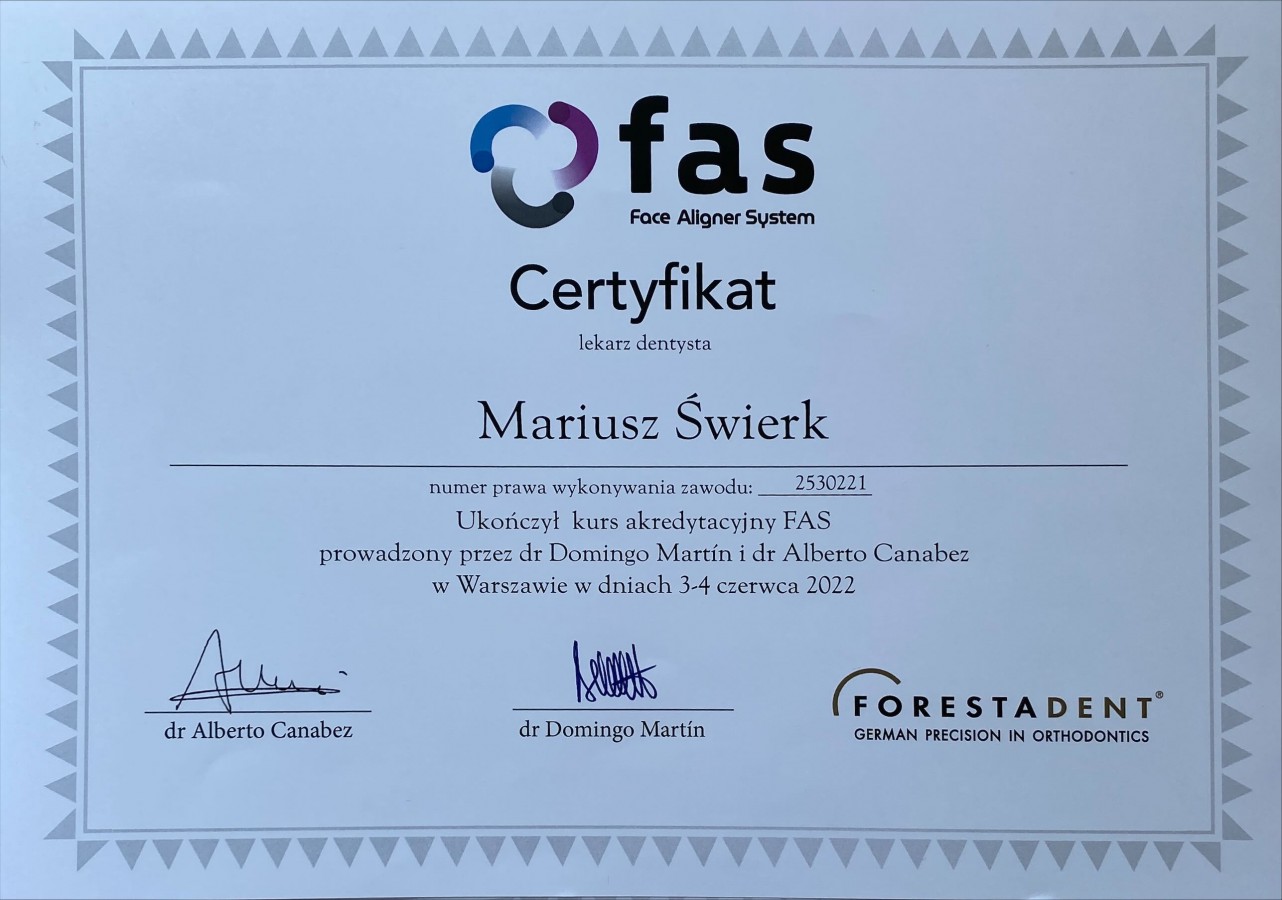 fas
Face Aligner System
Certyfikat
lekarz dentysta
Mariusz Świerk
numer prawa wykonywania zawodu: 2530221
Ukończył kurs akredytacyjny FAS
prowadzony przez dr Domingo Martín i dr Alberto Canabez
w Warszawie w dniach 3-4 czerwca 2022
dr Alberto Canabez
dr Domingo Martín
FORESTADENT®
GERMAN PRECISION IN ORTHODONTICS